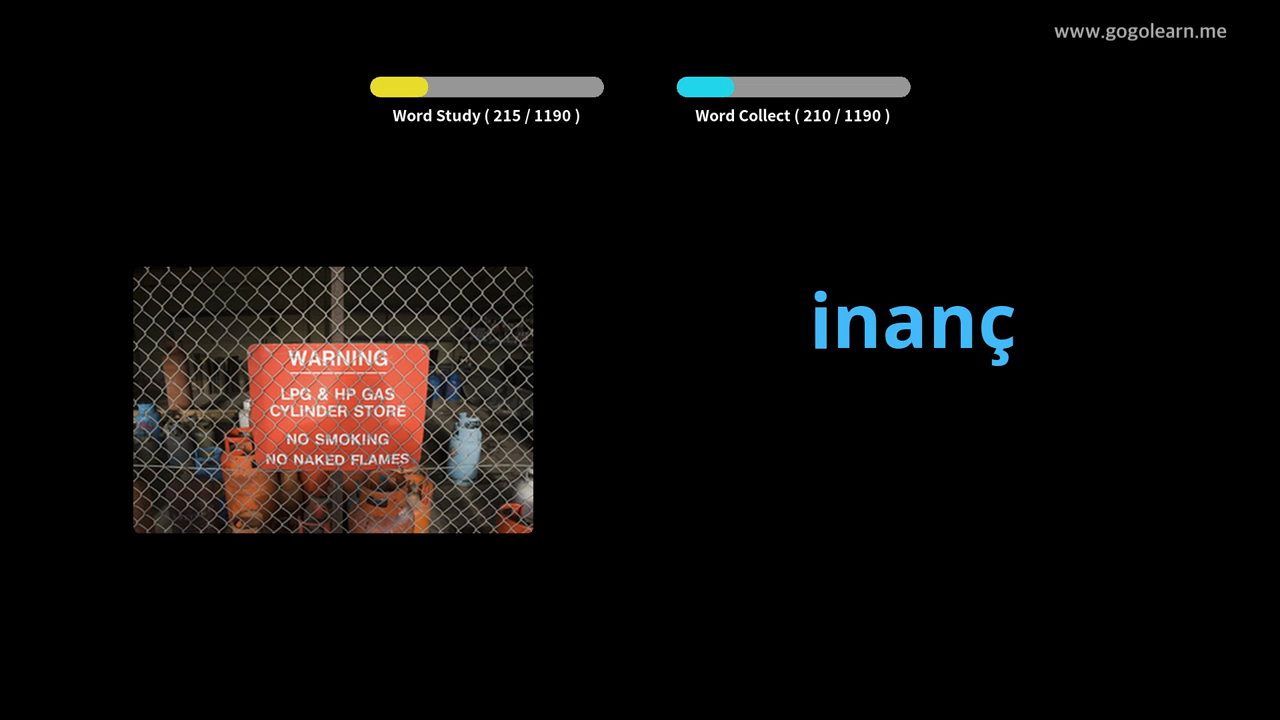 www.gogolearn.me
Word Study ( 215 / 1190 )
Word Collect ( 210 / 1190 )
WARNING
LPG & HP GAS
CYLINDER STORE
NO SMOKING
NO NAKED FLAMES
inanç